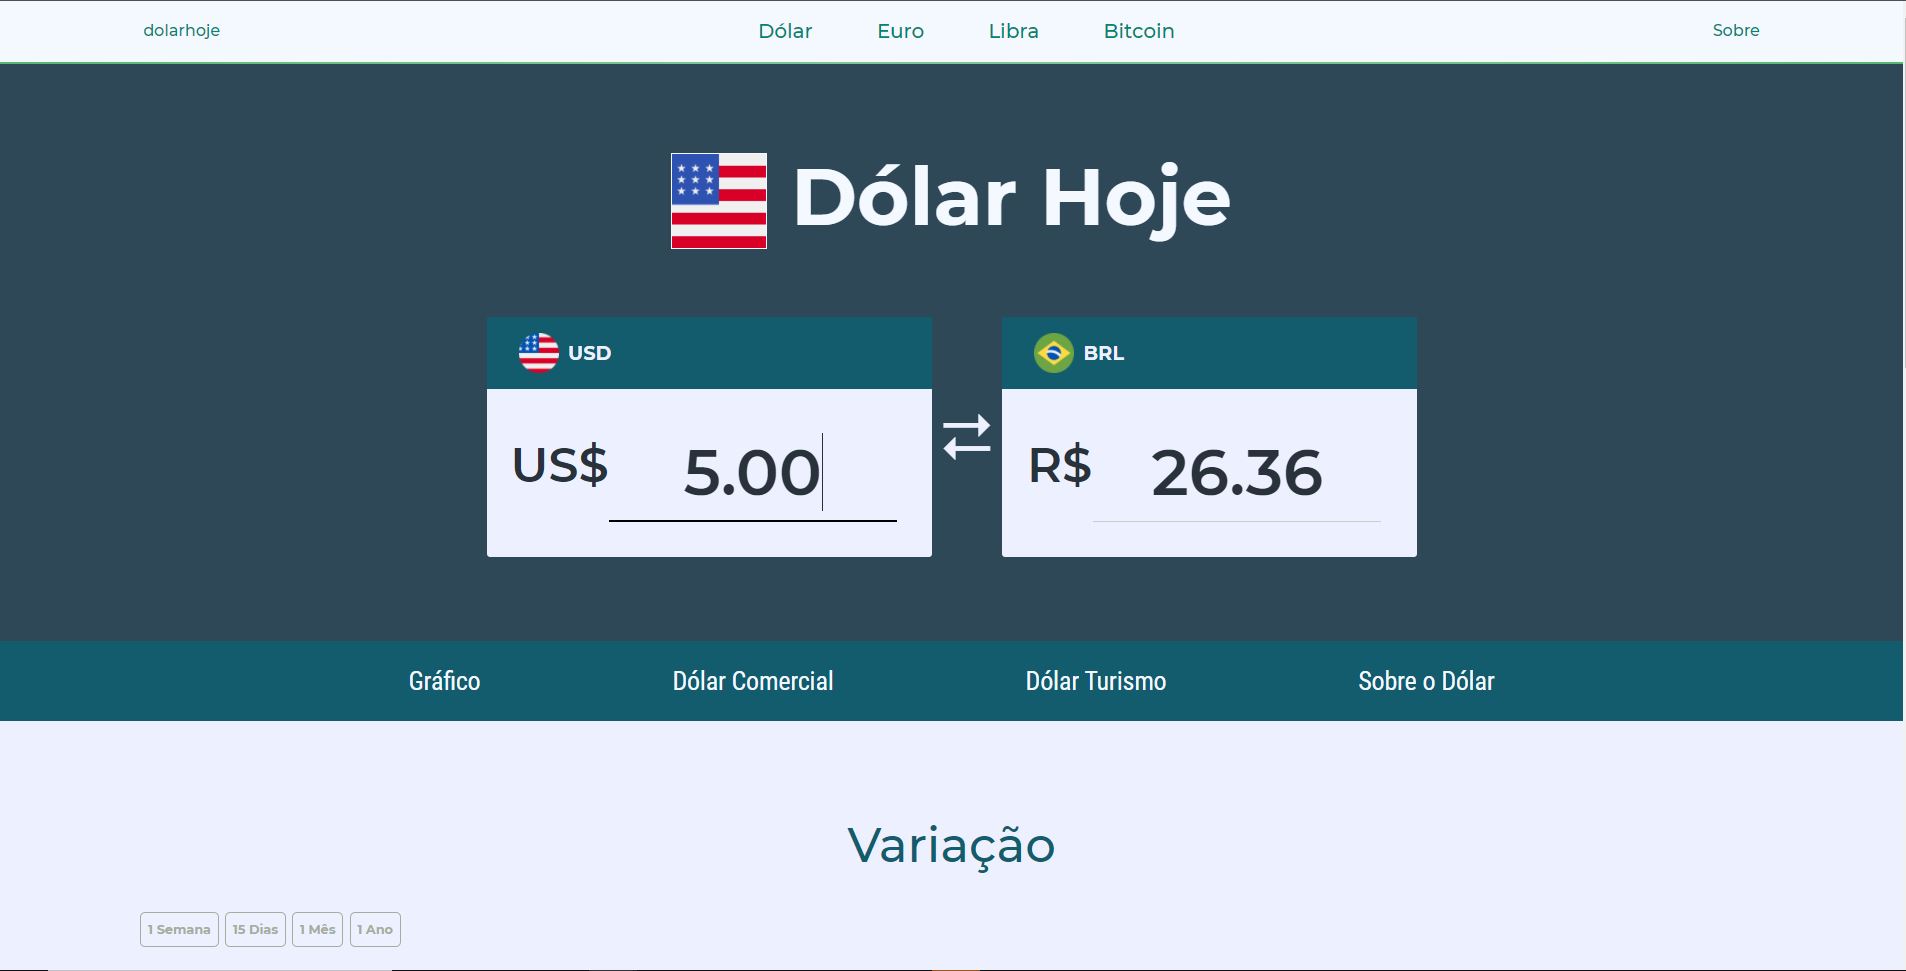 dolarhoje Dólar Euro Libra Bitcoin Sobre
Dólar Hoje
USD
US$ 5.00
BRL
R$ 26.36
Gráfico Dólar Comercial Dólar Turismo Sobre o Dólar
Variação
1 Semana 15 Dias 1 Mês 1 Ano